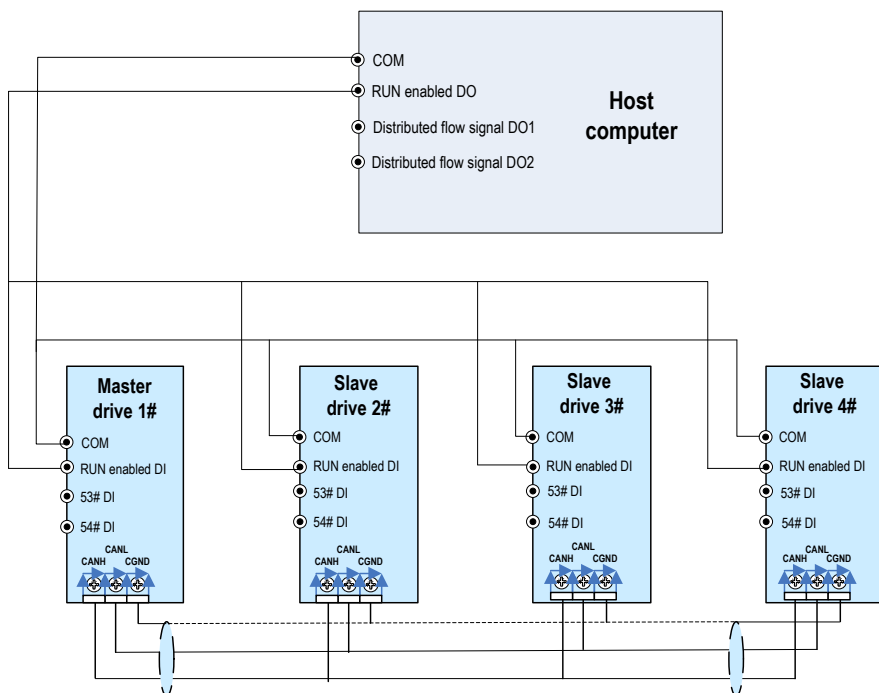 COM
RUN enabled DO
Distributed flow signal DO1
Distributed flow signal DO2
Host
computer
Master
drive 1#
COM
RUN enabled DI
53# DI
54# DI
CANL
CANH CGND
Slave
drive 2#
COM
RUN enabled DI
53# DI
54# DI
CANL
CANH CGND
Slave
drive 3#
COM
RUN enabled DI
53# DI
54# DI
CANL
CANH CGND
Slave
drive 4#
COM
RUN enabled DI
53# DI
54# DI
CANL
CANH CGND